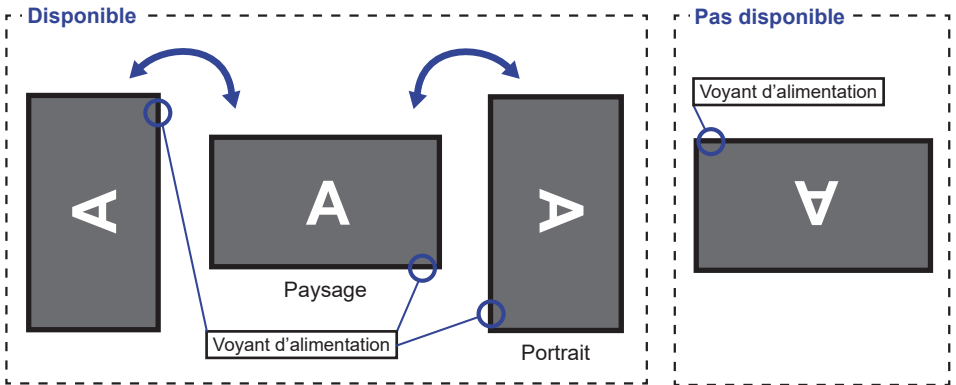 Disponible
Pas disponible
Voyant d’alimentation
A
A
A
A
Paysage
Voyant d’alimentation
Portrait